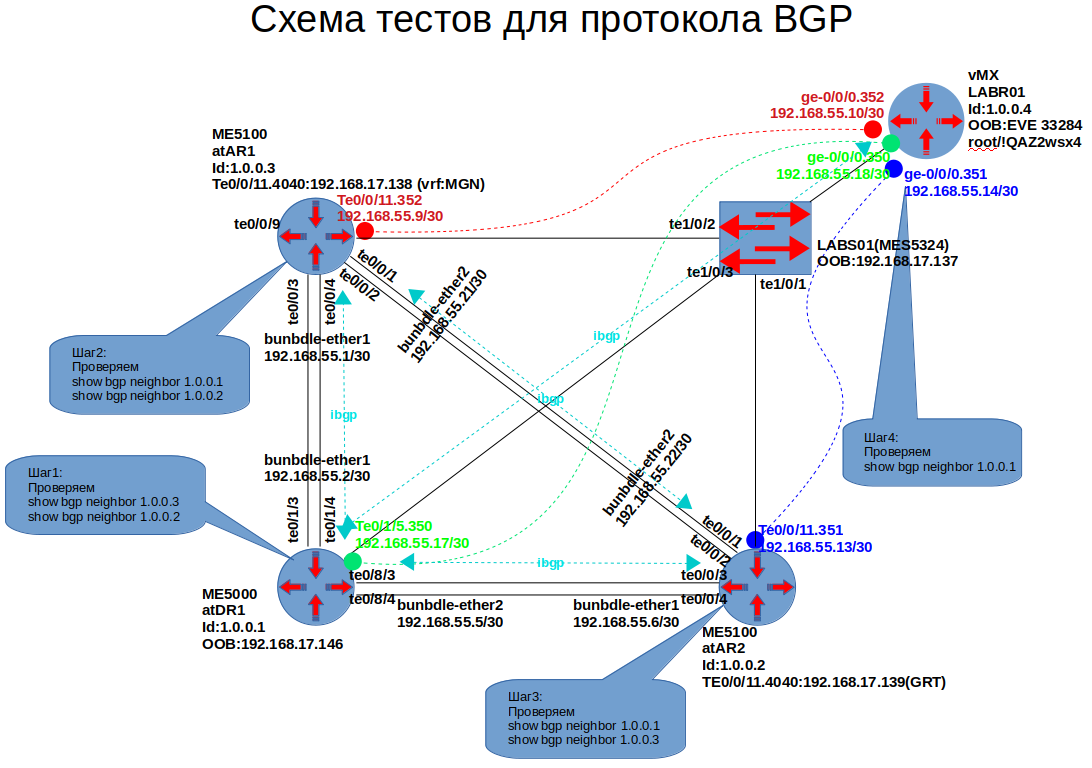 Схема тестов для протокола BGP
vMX
LABR01
Id:1.0.0.4
OOB:EVE 33284
root/!QAZ2wsx4
ge-0/0/0.352
192.168.55.10/30
ge-0/0/0.350
192.168.55.18/30
ge-0/0/0.351
192.168.55.14/30
ME5100
atAR1
Id:1.0.0.3
Te0/0/11.4040:192.168.17.138 (vrf:MGN)
Te0/0/11.352
192.168.55.9/30
te0/0/9
te1/0/2
LABS01(MES5324)
OOB:192.168.17.137
te1/0/3
te1/0/1
te0/0/1
te0/0/2
te0/0/3
te0/0/4
bunbdle-ether2
192.168.55.21/30
bunbdle-ether1
192.168.55.1/30
ibgp
ibgp
ibgp
Шаг2:
Проверяем
show bgp neighbor 1.0.0.1
show bgp neighbor 1.0.0.2
Шаг4:
Проверяем
show bgp neighbor 1.0.0.1
bunbdle-ether1
192.168.55.2/30
bunbdle-ether2
192.168.55.22/30
Шаг1:
Проверяем
show bgp neighbor 1.0.0.3
show bgp neighbor 1.0.0.2
te0/1/3
te0/1/4
Te0/1/5.350
192.168.55.17/30
te0/0/1
te0/0/2
Te0/0/11.351
192.168.55.13/30
ibgp
te0/8/3
te0/8/4
te0/0/3
te0/0/4
ME5000
atDR1
Id:1.0.0.1
OOB:192.168.17.146
bunbdle-ether2
192.168.55.5/30
bunbdle-ether1
192.168.55.6/30
ME5100
atAR2
Id:1.0.0.2
TE0/0/11.4040:192.168.17.139(GRT)
Шаг3:
Проверяем
show bgp neighbor 1.0.0.1
show bgp neighbor 1.0.0.3